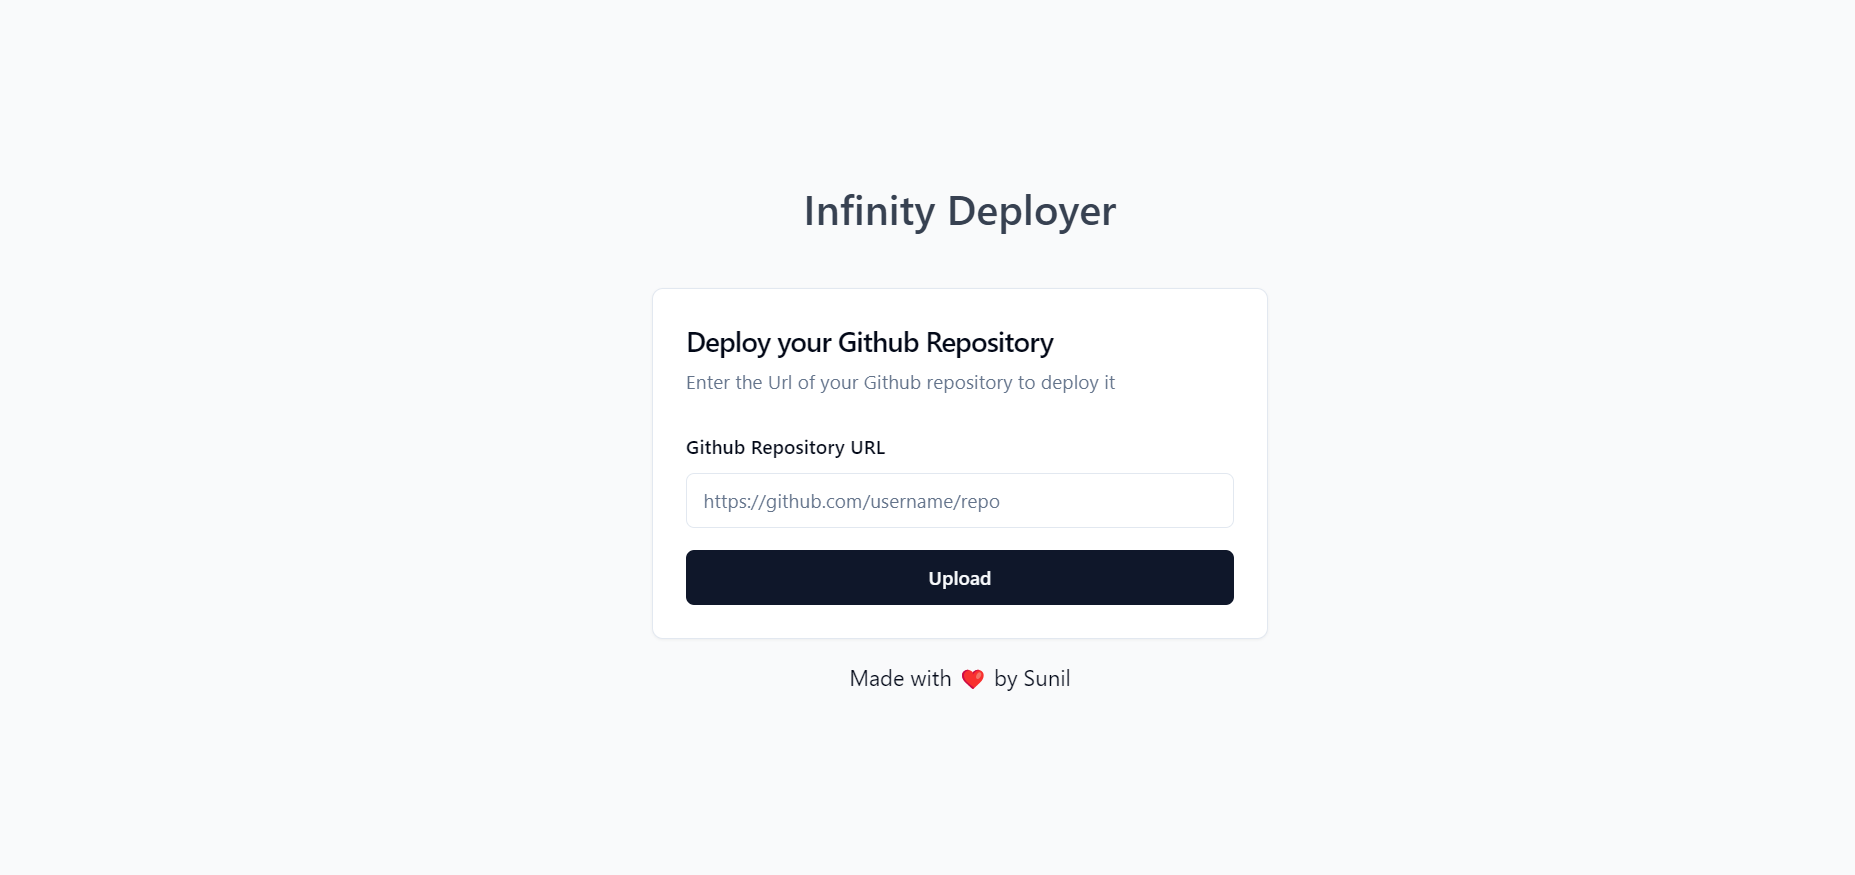 Infinity Deployer
Deploy your Github Repository
Enter the Url of your Github repository to deploy it
Github Repository URL
https://github.com/username/repo
Upload
Made with ❤️ by Sunil